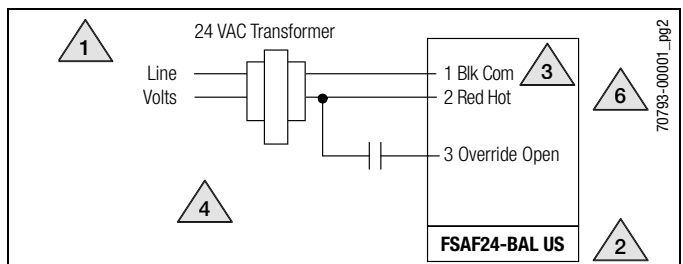 1
24 VAC Transformer
Line
Volts
1 Blk Com
2 Red Hot
3
6
70793-00001_pg2
3 Override Open
4
FSAF24-BAL US
2